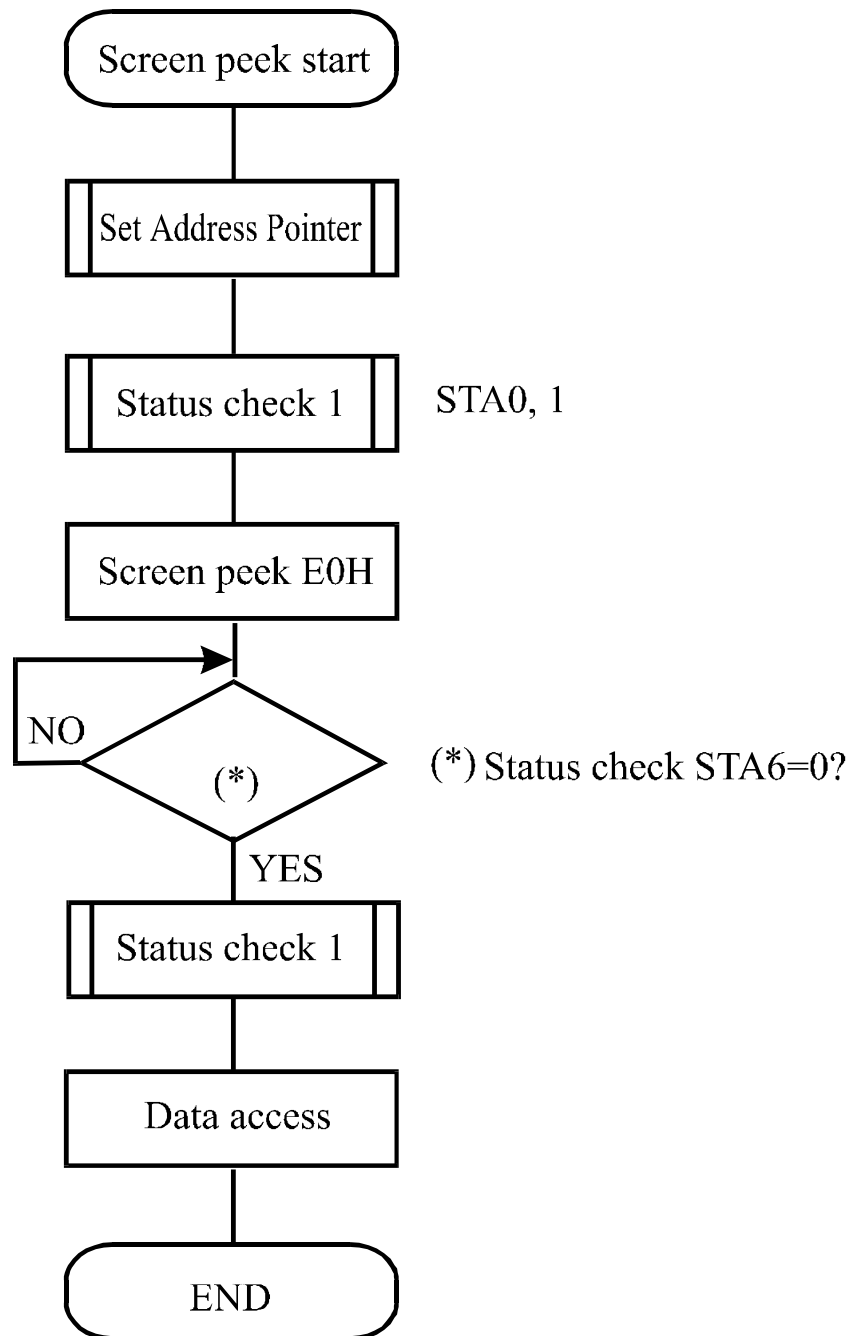 Screen peek start
Set Address Pointer
Status check 1
STA0, 1
Screen peek E0H
NO
(*)
(*) Status check STA6=0?
YES
Status check 1
Data access
END